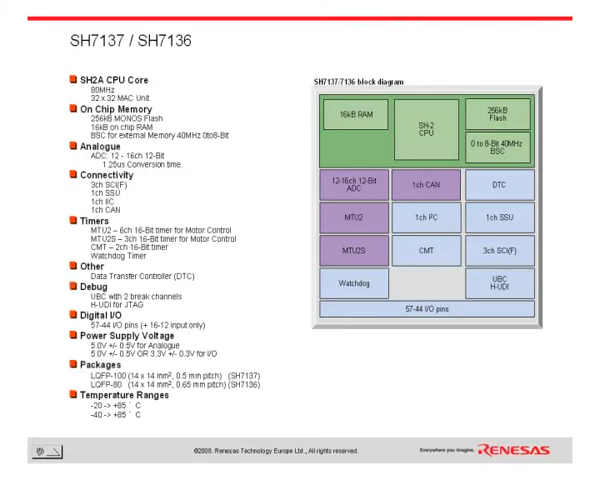 SH7137 / SH7136
SH2A CPU Core
80MHz
32 x 32 MAC Unit
On Chip Memory
256kB MONOS Flash
16kB on chip RAM
BSC for external Memory 40MHz 0to8-Bit
Analogue
ADC: 12 - 16ch 12-Bit
1.25us Conversion time.
Connectivity
3ch SCI(F)
1ch SSU
1ch IIC
1ch CAN
Timers
MTU2 – 6ch 16-Bit timer for Motor Control
MTU2S – 3ch 16-Bit timer for Motor Control
CMT – 2ch 16-Bit timer
Watchdog Timer
Other
Data Transfer Controller (DTC)
Debug
UBC with 2 break channels
H-UDI for JTAG
Digital I/O
57-44 I/O pins (+ 16-12 input only)
Power Supply Voltage
5.0V +/- 0.5V for Analogue
5.0V +/- 0.5V OR 3.3V +/- 0.3V for I/O
Packages
LQFP-100 (14 x 14 mm², 0.5 mm pitch) (SH7137)
LQFP-80 (14 x 14 mm², 0.65 mm pitch) (SH7136)
Temperature Ranges
-20 -> +85 ° C
-40 -> +85 ° C
SH7137/7136 block diagram
16kB RAM
SH-2
CPU
256kB
Flash
0 to 8-Bit 40MHz
BSC
12-16ch 12-Bit
ADC
1ch CAN
DTC
MTU2
1ch I²C
1ch SSU
MTU2S
CMT
3ch SCI(F)
Watchdog
UBC
H-UDI
57-44 I/O pins
©2008. Renesas Technology Europe Ltd., All rights reserved.
Everywhere you imagine. RENESAS